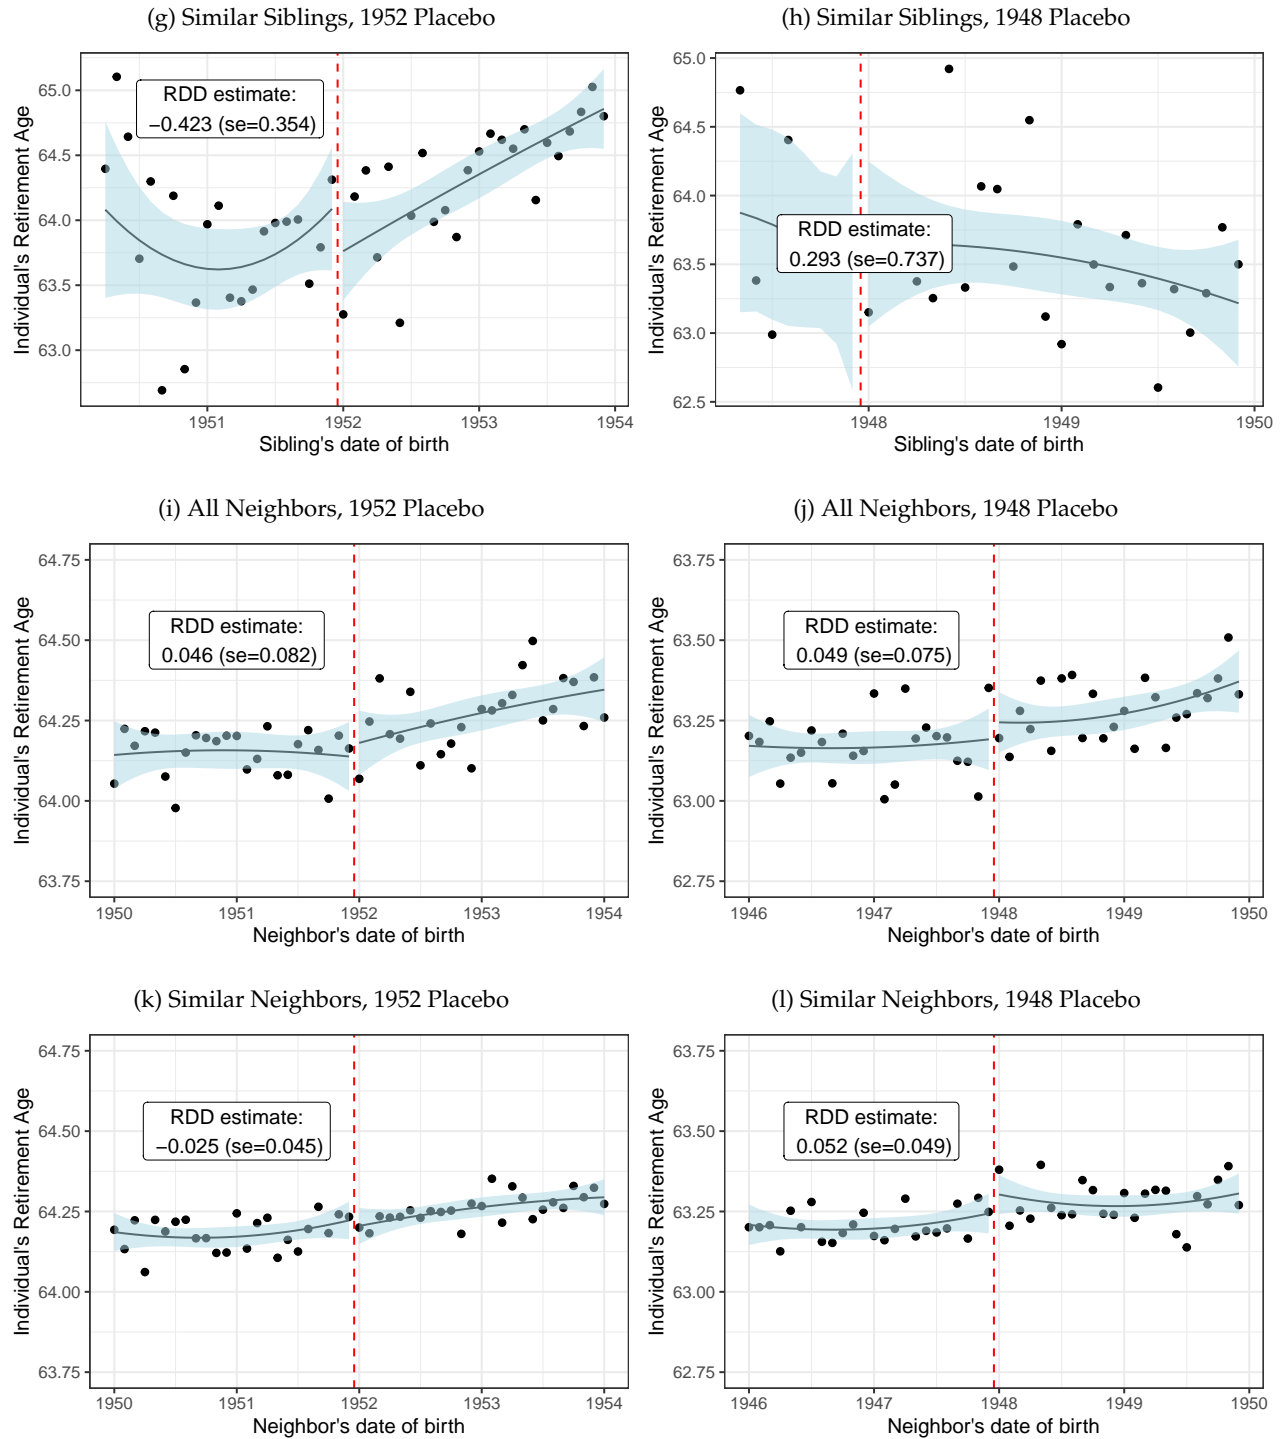 (g) Similar Siblings, 1952 Placebo
Individual's Retirement Age
65.0
64.5
64.0
63.5
63.0
RDD estimate:
−0.423 (se=0.354)
1951
1952
1953
1954
Sibling's date of birth
(h) Similar Siblings, 1948 Placebo
Individual's Retirement Age
65.0
64.5
64.0
63.5
63.0
62.5
RDD estimate:
0.293 (se=0.737)
1948
1949
1950
Sibling's date of birth
(i) All Neighbors, 1952 Placebo
Individual's Retirement Age
64.75
64.50
64.25
64.00
63.75
RDD estimate:
0.046 (se=0.082)
1950
1951
1952
1953
1954
Neighbor's date of birth
(j) All Neighbors, 1948 Placebo
Individual's Retirement Age
63.75
63.50
63.25
63.00
62.75
RDD estimate:
0.049 (se=0.075)
1946
1947
1948
1949
1950
Neighbor's date of birth
(k) Similar Neighbors, 1952 Placebo
Individual's Retirement Age
64.75
64.50
64.25
64.00
63.75
RDD estimate:
−0.025 (se=0.045)
1950
1951
1952
1953
1954
Neighbor's date of birth
(l) Similar Neighbors, 1948 Placebo
Individual's Retirement Age
63.75
63.50
63.25
63.00
62.75
RDD estimate:
0.052 (se=0.049)
1946
1947
1948
1949
1950
Neighbor's date of birth